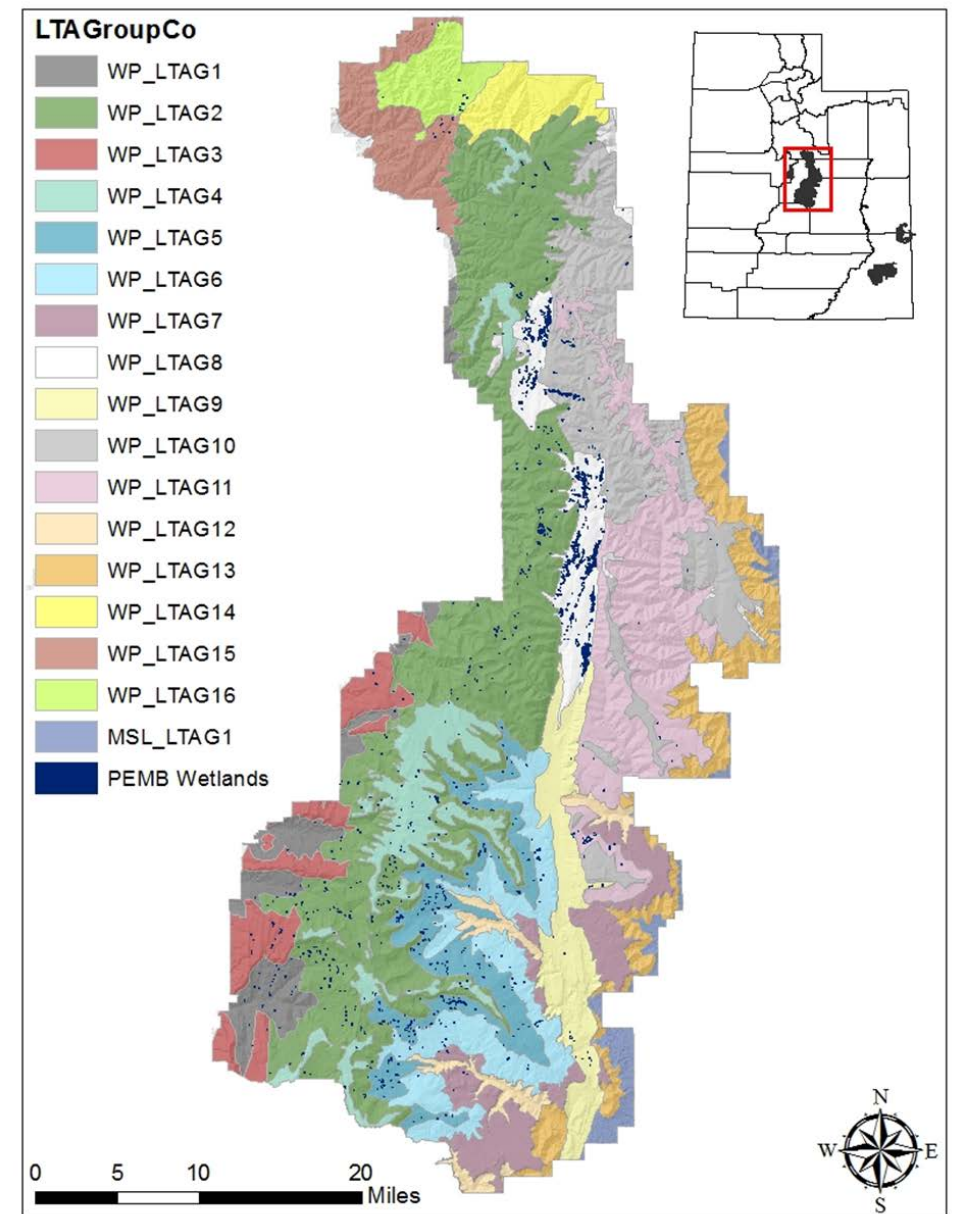 LTAGroupCo
WP_LTAG1
WP_LTAG2
WP_LTAG3
WP_LTAG4
WP_LTAG5
WP_LTAG6
WP_LTAG7
WP_LTAG8
WP_LTAG9
WP_LTAG10
WP_LTAG11
WP_LTAG12
WP_LTAG13
WP_LTAG14
WP_LTAG15
WP_LTAG16
MSL_LTAG1
PEMB Wetlands
N
W
E
S
0 5 10 20
Miles